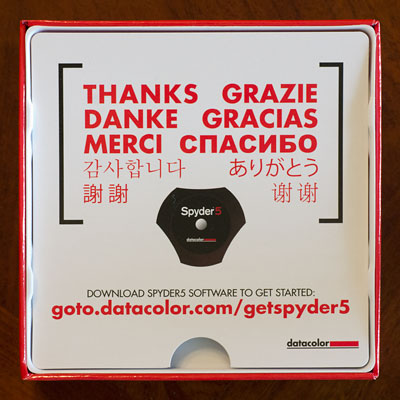 THANKS GRAZIE
DANKE GRACIAS
MERCI СПАСИБО
감사합니다 ありがとう
謝謝 谢谢
Spyder5
datacolor
DOWNLOAD SPYDER5 SOFTWARE TO GET STARTED:
goto.datacolor.com/getspyder5
datacolor